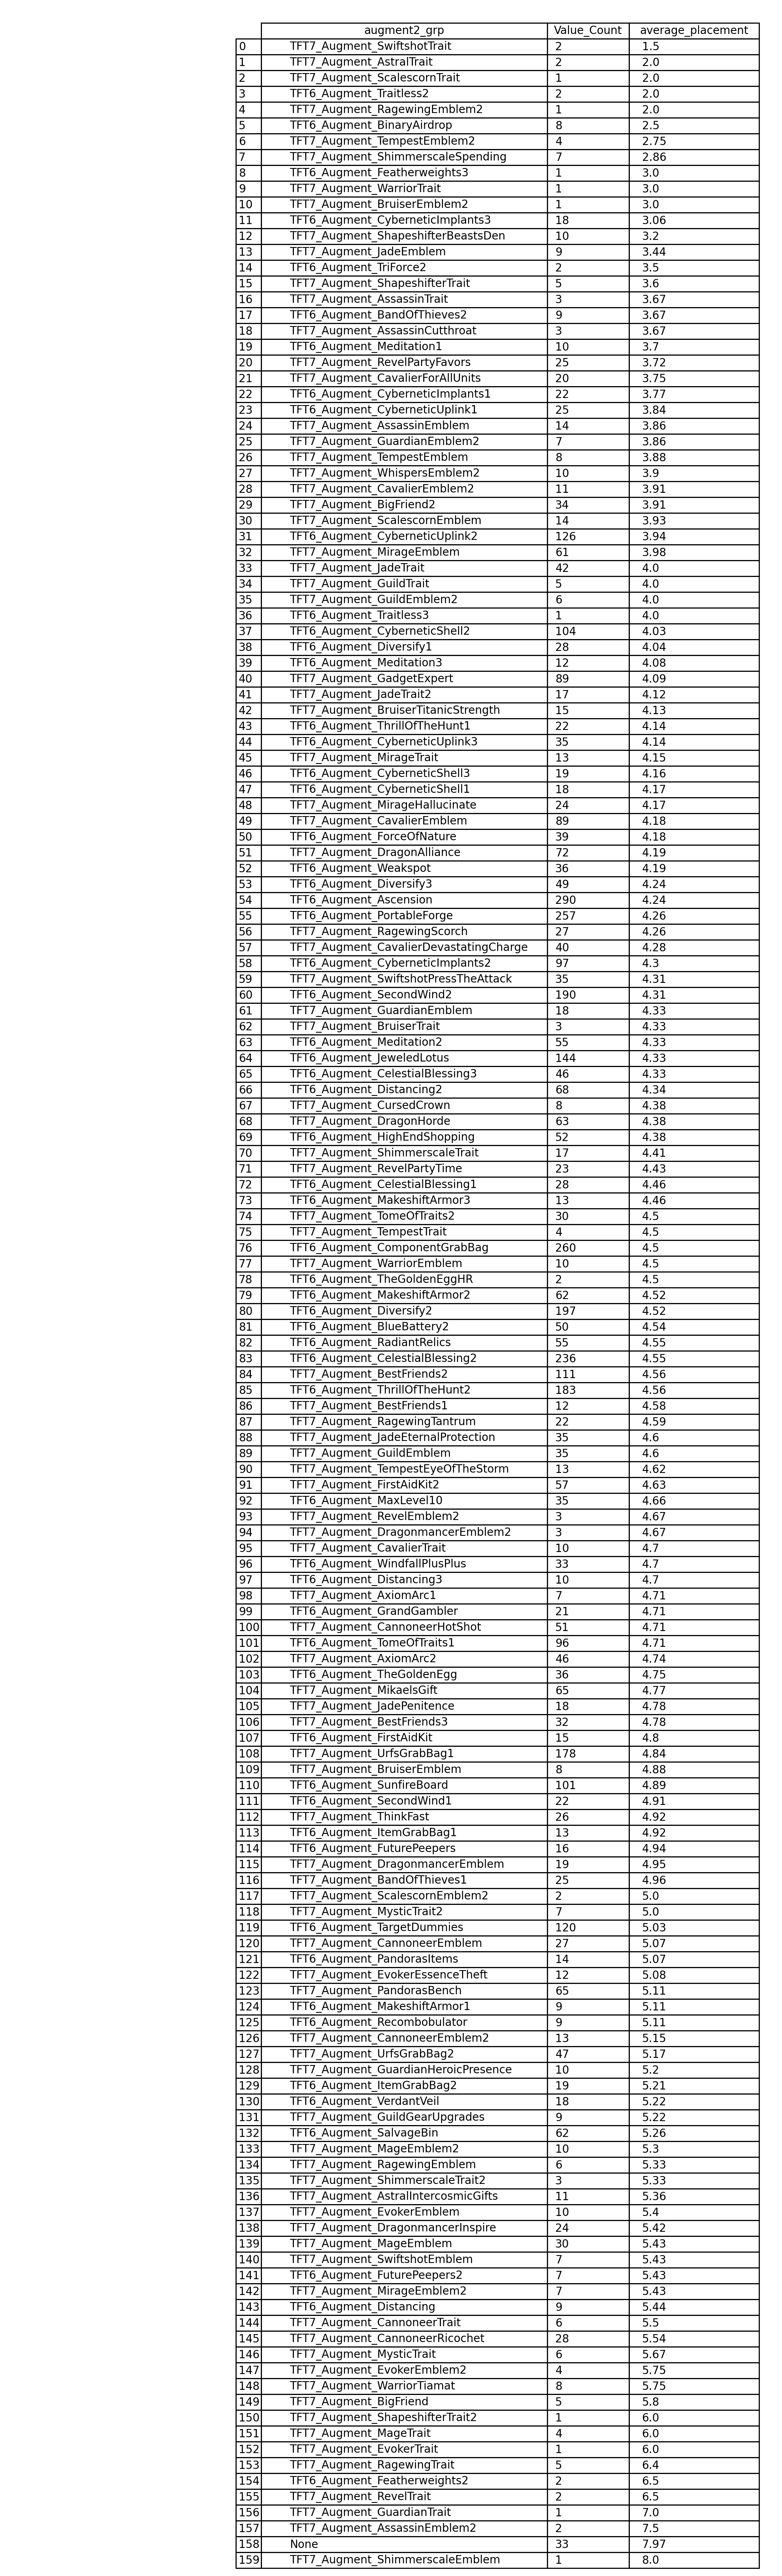 augment2_grp Value_Count average_placement
0 TFT7_Augment_SwiftshotTrait 2 1.5
1 TFT7_Augment_AstralTrait 2 2.0
2 TFT7_Augment_ScalescornTrait 1 2.0
3 TFT6_Augment_Traitless2 2 2.0
4 TFT7_Augment_RagewingEmblem2 1 2.0
5 TFT6_Augment_BinaryAirdrop 8 2.5
6 TFT7_Augment_TempestEmblem2 4 2.75
7 TFT7_Augment_ShimmerscaleSpending 7 2.86
8 TFT6_Augment_Featherweights3 1 3.0
9 TFT7_Augment_WarriorTrait 1 3.0
10 TFT7_Augment_BruiserEmblem2 1 3.0
11 TFT6_Augment_CyberneticImplants3 18 3.06
12 TFT7_Augment_ShapeshifterBeastsDen 10 3.2
13 TFT7_Augment_JadeEmblem 9 3.44
14 TFT6_Augment_TriForce2 2 3.5
15 TFT7_Augment_ShapeshifterTrait 5 3.6
16 TFT7_Augment_AssassinTrait 3 3.67
17 TFT6_Augment_BandOfThieves2 9 3.67
18 TFT7_Augment_AssassinCutthroat 3 3.67
19 TFT6_Augment_Meditation1 10 3.7
20 TFT7_Augment_RevelPartyFavors 25 3.72
21 TFT7_Augment_CavalierForAllUnits 20 3.75
22 TFT6_Augment_CyberneticImplants1 22 3.77
23 TFT6_Augment_CyberneticUplink1 25 3.84
24 TFT7_Augment_AssassinEmblem 14 3.86
25 TFT7_Augment_GuardianEmblem2 7 3.86
26 TFT7_Augment_TempestEmblem 8 3.88
27 TFT7_Augment_WhispersEmblem2 10 3.9
28 TFT7_Augment_CavalierEmblem2 11 3.91
29 TFT7_Augment_BigFriend2 34 3.91
30 TFT7_Augment_ScalescornEmblem 14 3.93
31 TFT6_Augment_CyberneticUplink2 126 3.94
32 TFT7_Augment_MirageEmblem 61 3.98
33 TFT7_Augment_JadeTrait 42 4.0
34 TFT7_Augment_GuildTrait 5 4.0
35 TFT7_Augment_GuildEmblem2 6 4.0
36 TFT6_Augment_Traitless3 1 4.0
37 TFT6_Augment_CyberneticShell2 104 4.03
38 TFT6_Augment_Diversify1 28 4.04
39 TFT6_Augment_Meditation3 12 4.08
40 TFT7_Augment_GadgetExpert 89 4.09
41 TFT7_Augment_JadeTrait2 17 4.12
42 TFT7_Augment_BruiserTitanicStrength 15 4.13
43 TFT6_Augment_ThrillOfTheHunt1 22 4.14
44 TFT6_Augment_CyberneticUplink3 35 4.14
45 TFT7_Augment_MirageTrait 13 4.15
46 TFT6_Augment_CyberneticShell3 19 4.16
47 TFT6_Augment_CyberneticShell1 18 4.17
48 TFT7_Augment_MirageHallucinate 24 4.17
49 TFT7_Augment_CavalierEmblem 89 4.18
50 TFT6_Augment_ForceOfNature 39 4.18
51 TFT7_Augment_DragonAlliance 72 4.19
52 TFT6_Augment_Weakspot 36 4.19
53 TFT6_Augment_Diversify3 49 4.24
54 TFT6_Augment_Ascension 290 4.24
55 TFT6_Augment_PortableForge 257 4.26
56 TFT7_Augment_RagewingScorch 27 4.26
57 TFT7_Augment_CavalierDevastatingCharge 40 4.28
58 TFT6_Augment_CyberneticImplants2 97 4.3
59 TFT7_Augment_SwiftshotPressTheAttack 35 4.31
60 TFT6_Augment_SecondWind2 190 4.31
61 TFT7_Augment_GuardianEmblem 18 4.33
62 TFT7_Augment_BruiserTrait 3 4.33
63 TFT6_Augment_Meditation2 55 4.33
64 TFT6_Augment_JeweledLotus 144 4.33
65 TFT6_Augment_CelestialBlessing3 46 4.33
66 TFT6_Augment_Distancing2 68 4.34
67 TFT7_Augment_CursedCrown 8 4.38
68 TFT7_Augment_DragonHorde 63 4.38
69 TFT6_Augment_HighEndShopping 52 4.38
70 TFT7_Augment_ShimmerscaleTrait 17 4.41
71 TFT7_Augment_RevelPartyTime 23 4.43
72 TFT6_Augment_CelestialBlessing1 28 4.46
73 TFT6_Augment_MakeshiftArmor3 13 4.46
74 TFT7_Augment_TomeOfTraits2 30 4.5
75 TFT7_Augment_TempestTrait 4 4.5
76 TFT6_Augment_ComponentGrabBag 260 4.5
77 TFT7_Augment_WarriorEmblem 10 4.5
78 TFT6_Augment_TheGoldenEggHR 2 4.5
79 TFT6_Augment_MakeshiftArmor2 62 4.52
80 TFT6_Augment_Diversify2 197 4.52
81 TFT6_Augment_BlueBattery2 50 4.54
82 TFT6_Augment_RadiantRelics 55 4.55
83 TFT6_Augment_CelestialBlessing2 236 4.55
84 TFT7_Augment_BestFriends2 111 4.56
85 TFT6_Augment_ThrillOfTheHunt2 183 4.56
86 TFT7_Augment_BestFriends1 12 4.58
87 TFT7_Augment_RagewingTantrum 22 4.59
88 TFT7_Augment_JadeEternalProtection 35 4.6
89 TFT7_Augment_GuildEmblem 35 4.6
90 TFT7_Augment_TempestEyeOfTheStorm 13 4.62
91 TFT7_Augment_FirstAidKit2 57 4.63
92 TFT6_Augment_MaxLevel10 35 4.66
93 TFT7_Augment_RevelEmblem2 3 4.67
94 TFT7_Augment_DragonmancerEmblem2 3 4.67
95 TFT7_Augment_CavalierTrait 10 4.7
96 TFT6_Augment_WindfallPlusPlus 33 4.7
97 TFT6_Augment_Distancing3 10 4.7
98 TFT7_Augment_AxiomArc1 7 4.71
99 TFT6_Augment_GrandGambler 21 4.71
100 TFT7_Augment_CannoneerHotShot 51 4.71
101 TFT6_Augment_TomeOfTraits1 96 4.71
102 TFT7_Augment_AxiomArc2 46 4.74
103 TFT6_Augment_TheGoldenEgg 36 4.75
104 TFT7_Augment_MikaelsGift 65 4.77
105 TFT7_Augment_JadePenitence 18 4.78
106 TFT7_Augment_BestFriends3 32 4.78
107 TFT6_Augment_FirstAidKit 15 4.8
108 TFT7_Augment_UrfsGrabBag1 178 4.84
109 TFT7_Augment_BruiserEmblem 8 4.88
110 TFT6_Augment_SunfireBoard 101 4.89
111 TFT6_Augment_SecondWind1 22 4.91
112 TFT7_Augment_ThinkFast 26 4.92
113 TFT6_Augment_ItemGrabBag1 13 4.92
114 TFT6_Augment_FuturePeepers 16 4.94
115 TFT7_Augment_DragonmancerEmblem 19 4.95
116 TFT7_Augment_BandOfThieves1 25 4.96
117 TFT7_Augment_ScalescornEmblem2 2 5.0
118 TFT7_Augment_MysticTrait2 7 5.0
119 TFT6_Augment_TargetDummies 120 5.03
120 TFT7_Augment_CannoneerEmblem 27 5.07
121 TFT6_Augment_PandorasItems 14 5.07
122 TFT7_Augment_EvokerEssenceTheft 12 5.08
123 TFT7_Augment_PandorasBench 65 5.11
124 TFT6_Augment_MakeshiftArmor1 9 5.11
125 TFT6_Augment_Recombobulator 9 5.11
126 TFT7_Augment_CannoneerEmblem2 13 5.15
127 TFT7_Augment_UrfsGrabBag2 47 5.17
128 TFT7_Augment_GuardianHeroicPresence 10 5.2
129 TFT6_Augment_ItemGrabBag2 19 5.21
130 TFT6_Augment_VerdantVeil 18 5.22
131 TFT7_Augment_GuildGearUpgrades 9 5.22
132 TFT6_Augment_SalvageBin 62 5.26
133 TFT7_Augment_MageEmblem2 10 5.3
134 TFT7_Augment_RagewingEmblem 6 5.33
135 TFT7_Augment_ShimmerscaleTrait2 3 5.33
136 TFT7_Augment_AstralIntercosmicGifts 11 5.36
137 TFT7_Augment_EvokerEmblem 10 5.4
138 TFT7_Augment_DragonmancerInspire 24 5.42
139 TFT7_Augment_MageEmblem 30 5.43
140 TFT7_Augment_SwiftshotEmblem 7 5.43
141 TFT6_Augment_FuturePeepers2 7 5.43
142 TFT7_Augment_MirageEmblem2 7 5.43
143 TFT6_Augment_Distancing 9 5.44
144 TFT7_Augment_CannoneerTrait 6 5.5
145 TFT7_Augment_CannoneerRicochet 28 5.54
146 TFT7_Augment_MysticTrait 6 5.67
147 TFT7_Augment_EvokerEmblem2 4 5.75
148 TFT7_Augment_WarriorTiamat 8 5.75
149 TFT7_Augment_BigFriend 5 5.8
150 TFT7_Augment_ShapeshifterTrait2 1 6.0
151 TFT7_Augment_MageTrait 4 6.0
152 TFT7_Augment_EvokerTrait 1 6.0
153 TFT7_Augment_RagewingTrait 5 6.4
154 TFT6_Augment_Featherweights2 2 6.5
155 TFT7_Augment_RevelTrait 2 6.5
156 TFT7_Augment_GuardianTrait 1 7.0
157 TFT7_Augment_AssassinEmblem2 2 7.5
158 None 33 7.97
159 TFT7_Augment_ShimmerscaleEmblem 1 8.0